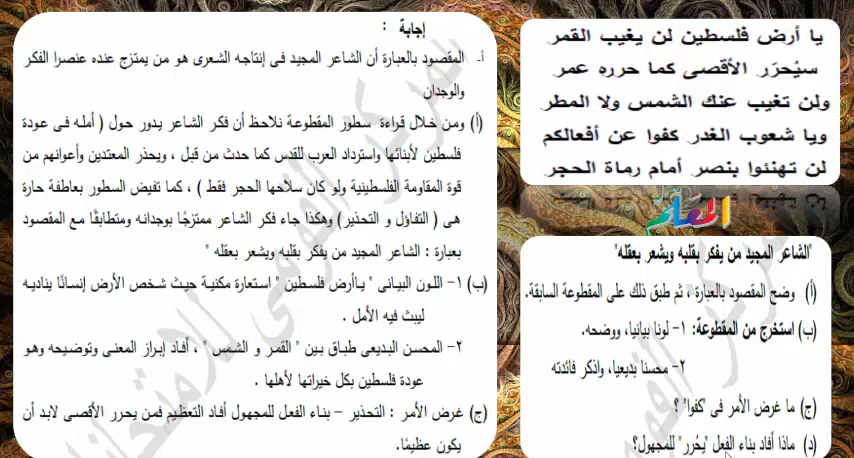 يا أرض فلسطين لن يغيب القمر
سيُحرّر الأقصى كما حرره عمر
ولن تغيب عنك الشمس ولا المطر
ويا شعوب الغدر كفوا عن أفعالكم
لن تهنئوا بنصر أمام رماة الحجر
المعلم
"الشاعر المجيد من يفكر بقلبه ويشعر بعقله"
(أ) وضح المقصود بالعبارة ، ثم طبق ذلك على المقطوعة السابقة.
(ب) استخرج من المقطوعة: ١- لونا بيانيا، ووضحه.
٢- محسنا بديعيا، واذكر فائدته
(ج) ما غرض الأمر فى "كفوا" ؟
(د) ماذا أفاد بناء الفعل "يُحرر" للمجهول؟
إجابة :
أ- المقصود بالعبارة أن الشاعر المجيد فى إنتاجه الشعرى هو من يمتزج عنده عنصرا الفكر
والوجدان
(أ) ومن خلال قراءة سطور المقطوعة نلاحظ أن فكر الشاعر يدور حول ( أمله فى عودة
فلسطين لأبنائها واسترداد العرب للقدس كما حدث من قبل ، ويحذر المعتدين وأعوانهم من
قوة المقاومة الفلسطينية ولو كان سلاحها الحجر فقط ) ، كما تفيض السطور بعاطفة حارة
هى ( التفاؤل و التحذير) وهكذا جاء فكر الشاعر ممتزجًا بوجدانه ومتطابقًا مع المقصود
بعبارة : الشاعر المجيد من يفكر بقلبه ويشعر بعقله "
(ب) ١- اللون البيانى " ياأرض فلسطين " استعارة مكنية حيث شخص الأرض إنسانًا يناديه
ليبث فيه الأمل .
٢- المحسن البديعى طباق بين " القمر و الشمس " ، أفاد إبراز المعنى وتوضيحه وهو
عودة فلسطين بكل خيراتها لأهلها .
(ج) غرض الأمر : التحذير – بناء الفعل للمجهول أفاد التعظيم فمن يحرر الأقصى لابد أن
يكون عظيمًا.